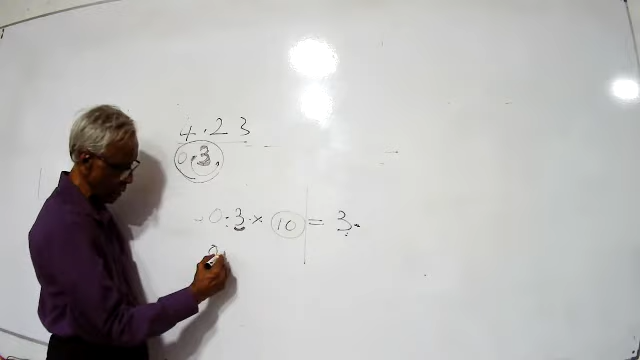 4.23
0.3
0.3 × 10 = 3.